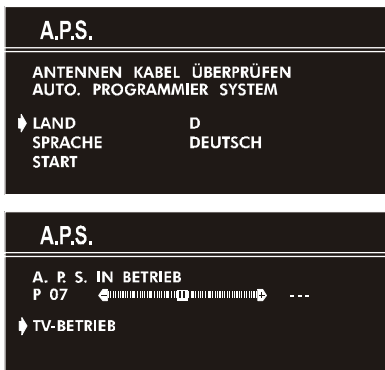 A.P.S.
ANTENNEN KABEL ÜBERPRÜFEN
AUTO. PROGRAMMIER SYSTEM
LAND D
SPRACHE DEUTSCH
START
A.P.S.
A. P. S. IN BETRIEB
P 07 - + ---
TV-BETRIEB